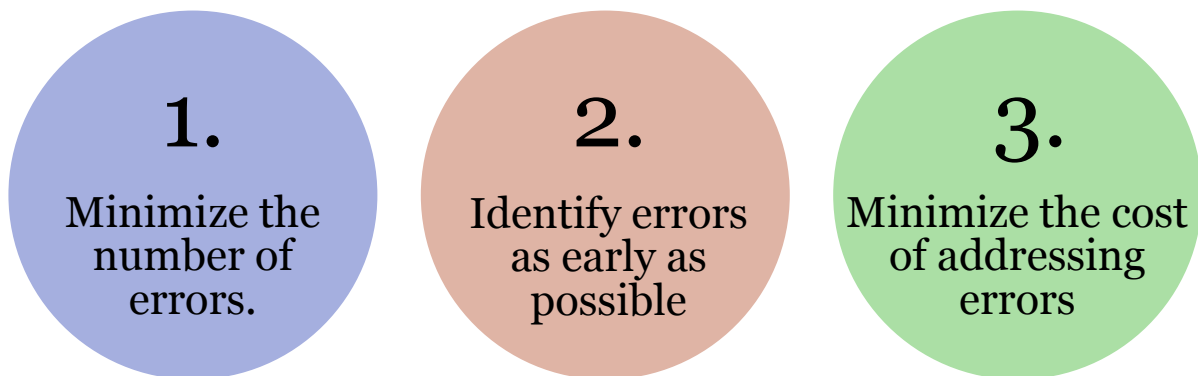 1.
Minimize the
number of
errors.
2.
Identify errors
as early as
possible
3.
Minimize the cost
of addressing
errors